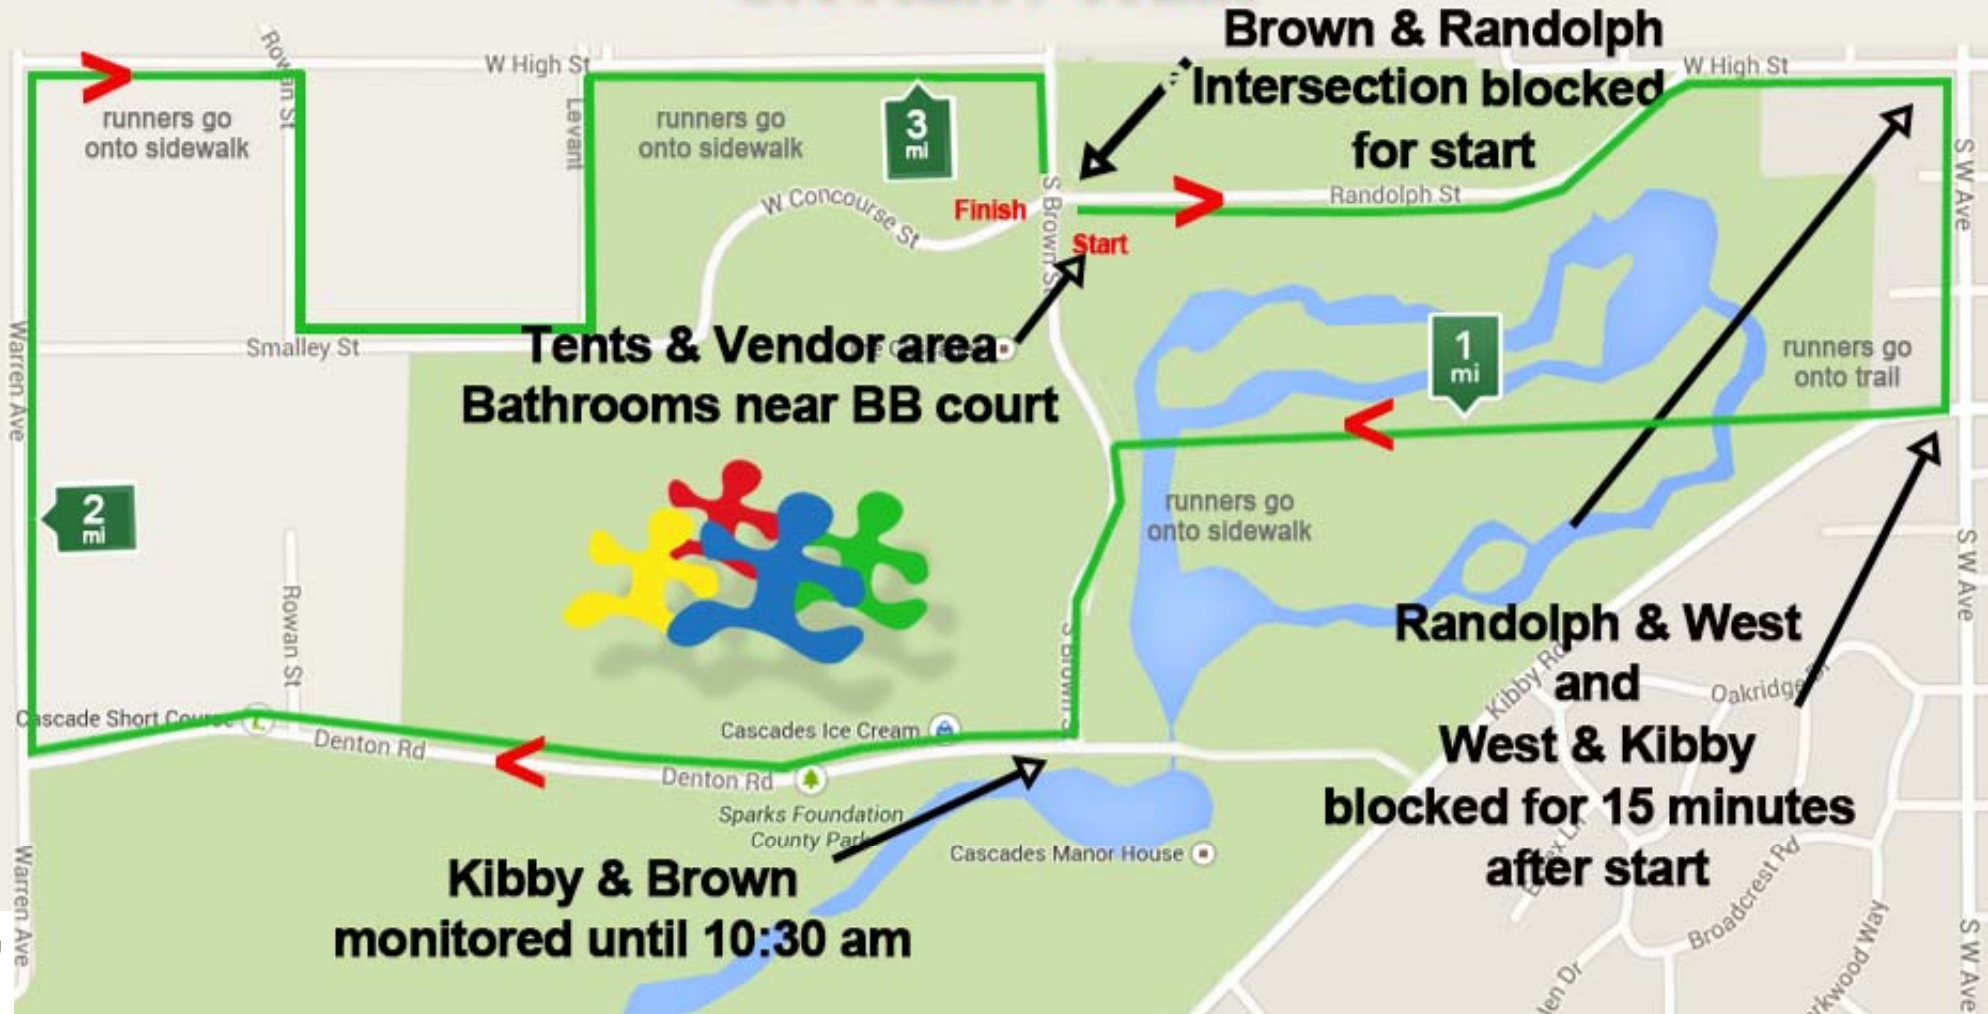 Brown & Randolph
Intersection blocked
for start
W High St
W High St
Rowan St
Levant
runners go
onto sidewalk
runners go
onto sidewalk
3
mi
S W Ave
W Concourse St
Finish
S Brown St
Start
Randolph St
Warren Ave
Smalley St
Tents & Vendor area
Bathrooms near BB court
1
mi
runners go
onto trail
2
mi
runners go
onto sidewalk
Rowan St
S W Ave
Randolph & West
and
West & Kibby
blocked for 15 minutes
after start
Kibby Rd
Oakridge Dr
Cascade Short Course
Denton Rd
Cascades Ice Cream
S Brown S
Denton Rd
Sparks Foundation
County Park
Cascades Manor House
Kibby & Brown
monitored until 10:30 am
Warren Ave
Broadcrest Rd
S W Ave